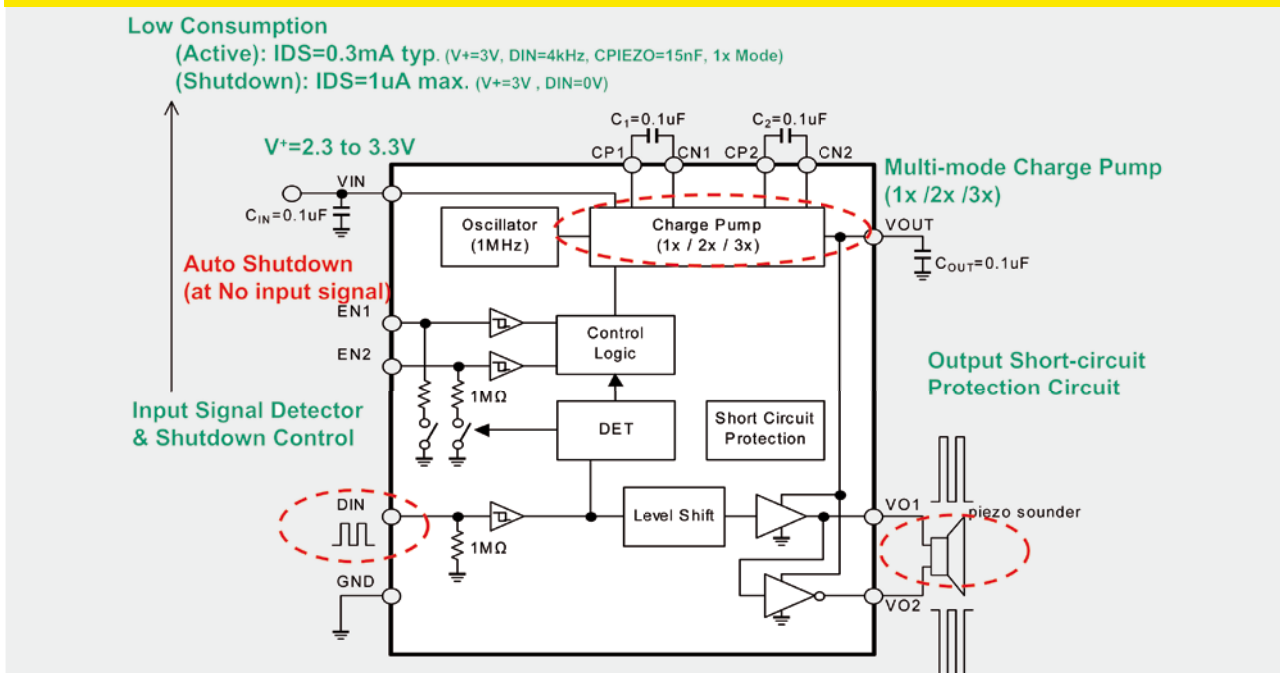 Low Consumption
(Active): IDS=0.3mA typ. (V+=3V, DIN=4kHz, CPIEZO=15nF, 1x Mode)
(Shutdown): IDS=1uA max. (V+=3V , DIN=0V)
C1=0.1uF
C2=0.1uF
V+=2.3 to 3.3V
CP1
CN1
CP2
CN2
Multi-mode Charge Pump
(1x /2x /3x)
VIN
CIN=0.1uF
Oscillator
(1MHz)
Charge Pump
(1x / 2x / 3x)
VOUT
COUT=0.1uF
Auto Shutdown
(at No input signal)
EN1
EN2
Control
Logic
Output Short-circuit
Protection Circuit
1MΩ
Input Signal Detector
& Shutdown Control
DET
Short Circuit
Protection
DIN
1MΩ
Level Shift
VO1
piezo sounder
GND
VO2